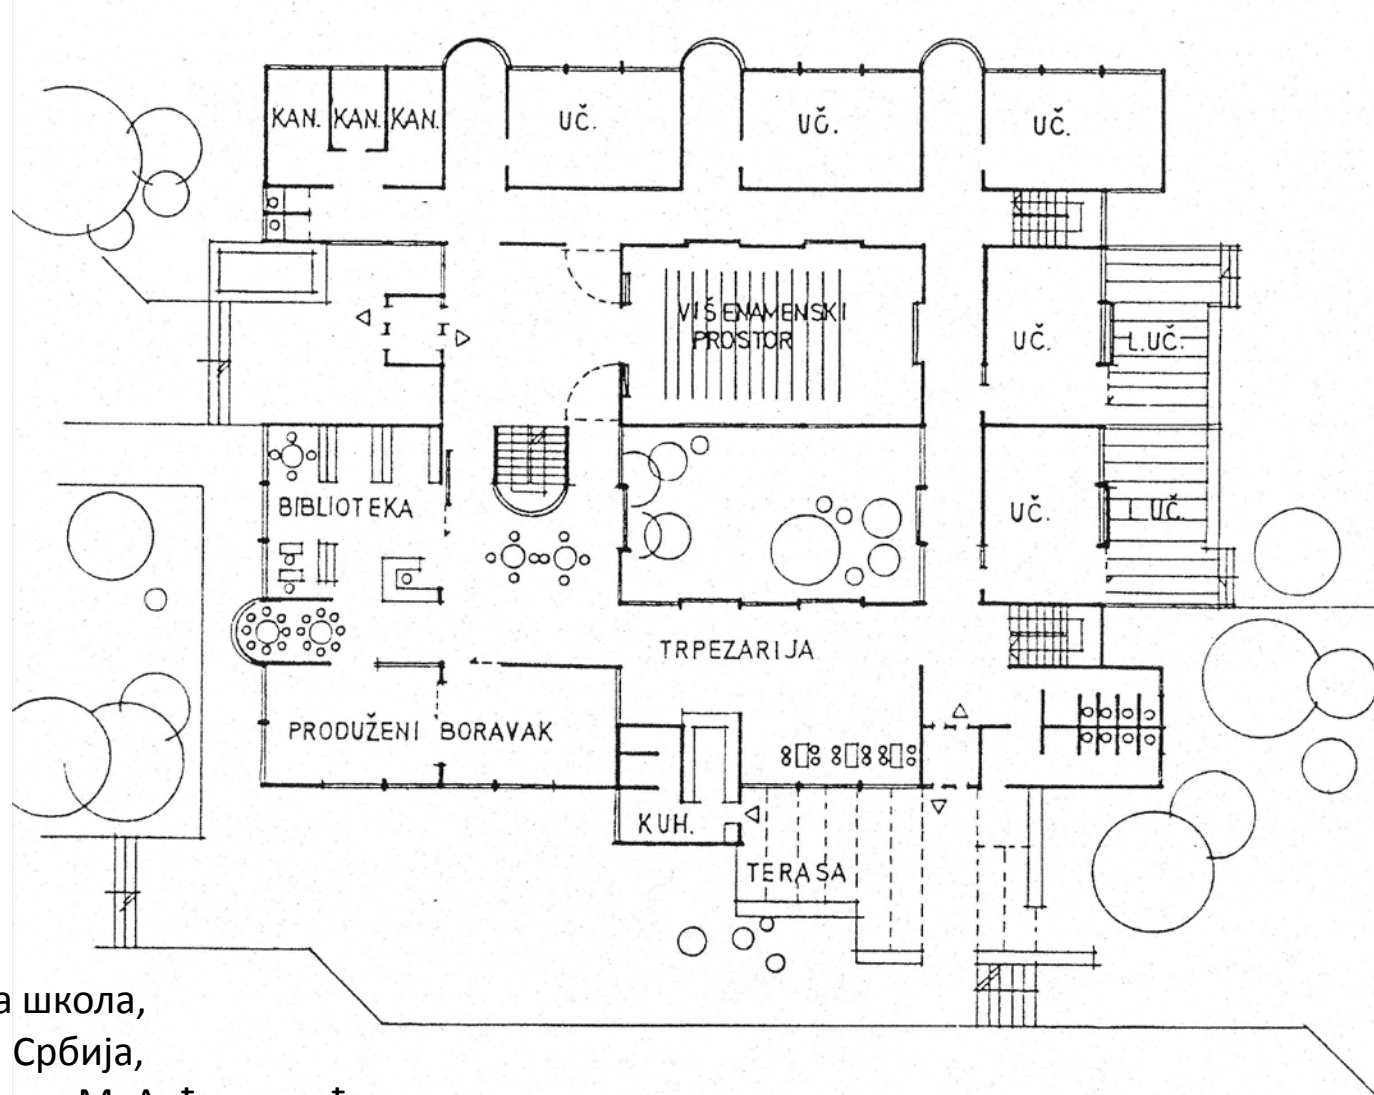 KAN. KAN. KAN. UČ. UČ. UČ.
VIŠENAMENSKI
PROSTOR
UČ. L.UČ.
BIBLIOTEKA
UČ. UČ.
TRPEZARIJA
PRODUŽENI BORAVAK
KUH.
TERASA
школа,
Србија,